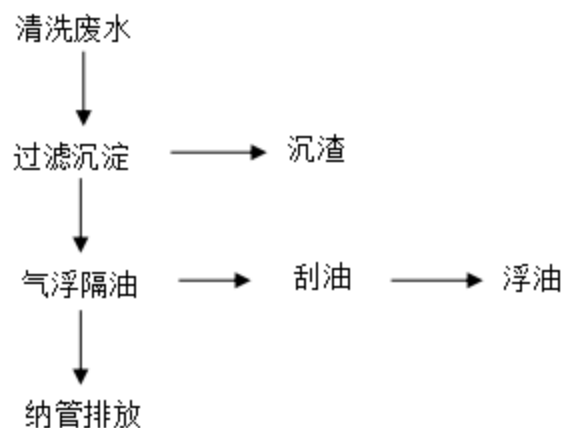 清洗废水
过滤沉淀
沉渣
气浮隔油
刮油
浮油
纳管排放